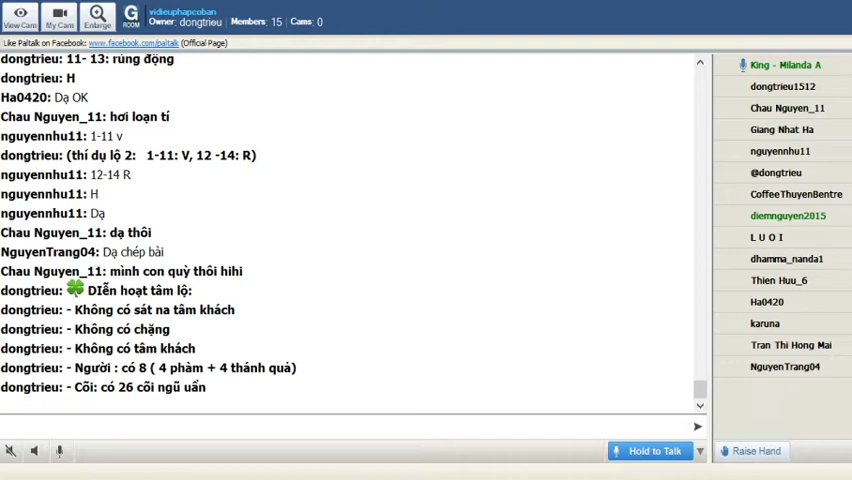 View Cam
My Cam
Enlarge
G
ROOM
vidieuphapcoban
Owner: dongtrieu Members: 15 Cams: 0
Like Paltalk on Facebook: www.facebook.com/paltalk (Official Page)
dongtrieu: 11- 13: rúng động
dongtrieu: H
Ha0420: Dạ OK
Chau Nguyen_11: hơi loạn tí
nguyennhu11: 1-11 v
dongtrieu: (thí dụ lộ 2: 1-11: V, 12 -14: R)
nguyennhu11: 12-14 R
nguyennhu11: H
nguyennhu11: Dạ
Chau Nguyen_11: dạ thôi
NguyenTrang04: Dạ chép bài
Chau Nguyen_11: mình con quỳ thôi hihi
dongtrieu: DIễn hoạt tâm lộ:
dongtrieu: - Không có sát na tâm khách
dongtrieu: - Không có chặng
dongtrieu: - Không có tâm khách
dongtrieu: - Người : có 8 ( 4 phàm + 4 thánh quả)
dongtrieu: - Cõi: có 26 cõi ngũ uẩn
King - Milanda A
dongtrieu1512
Chau Nguyen_11
Giang Nhat Ha
nguyennhu11
@dongtrieu
CoffeeThuyenBentre
diemnguyen2015
L U O I
dhamma_nanda1
Thien Huu_6
Ha0420
karuna
Tran Thi Hong Mai
NguyenTrang04
Hold to Talk
Raise Hand